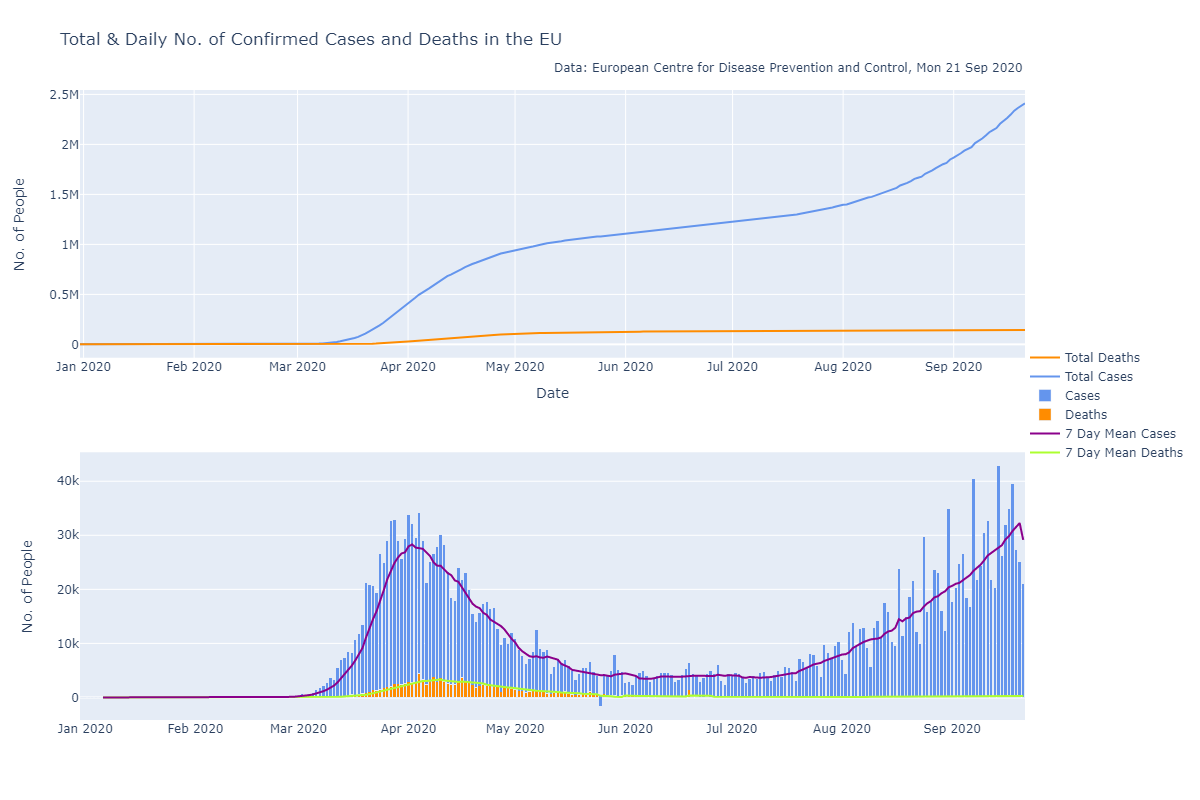 Total & Daily No. of Confirmed Cases and Deaths in the EU
Data: European Centre for Disease Prevention and Control, Mon 21 Sep 2020
No. of People
2.5M
2M
1.5M
1M
0.5M
0
Jan 2020 Feb 2020 Mar 2020 Apr 2020 May 2020 Jun 2020 Jul 2020 Aug 2020 Sep 2020
Date
Total Deaths
Total Cases
Cases
Deaths
7 Day Mean Cases
7 Day Mean Deaths
No. of People
40k
30k
20k
10k
0
Jan 2020 Feb 2020 Mar 2020 Apr 2020 May 2020 Jun 2020 Jul 2020 Aug 2020 Sep 2020